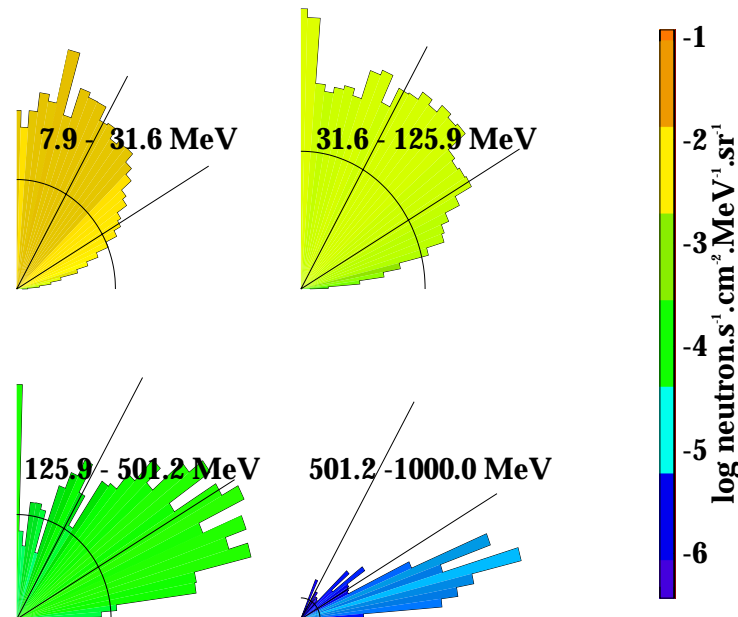 7.9 - 31.6 MeV
31.6 - 125.9 MeV
125.9 - 501.2 MeV
501.2 -1000.0 MeV
-1
-2
-3
-4
-5
-6
log neutron.s⁻¹.cm⁻².MeV⁻¹.sr⁻¹